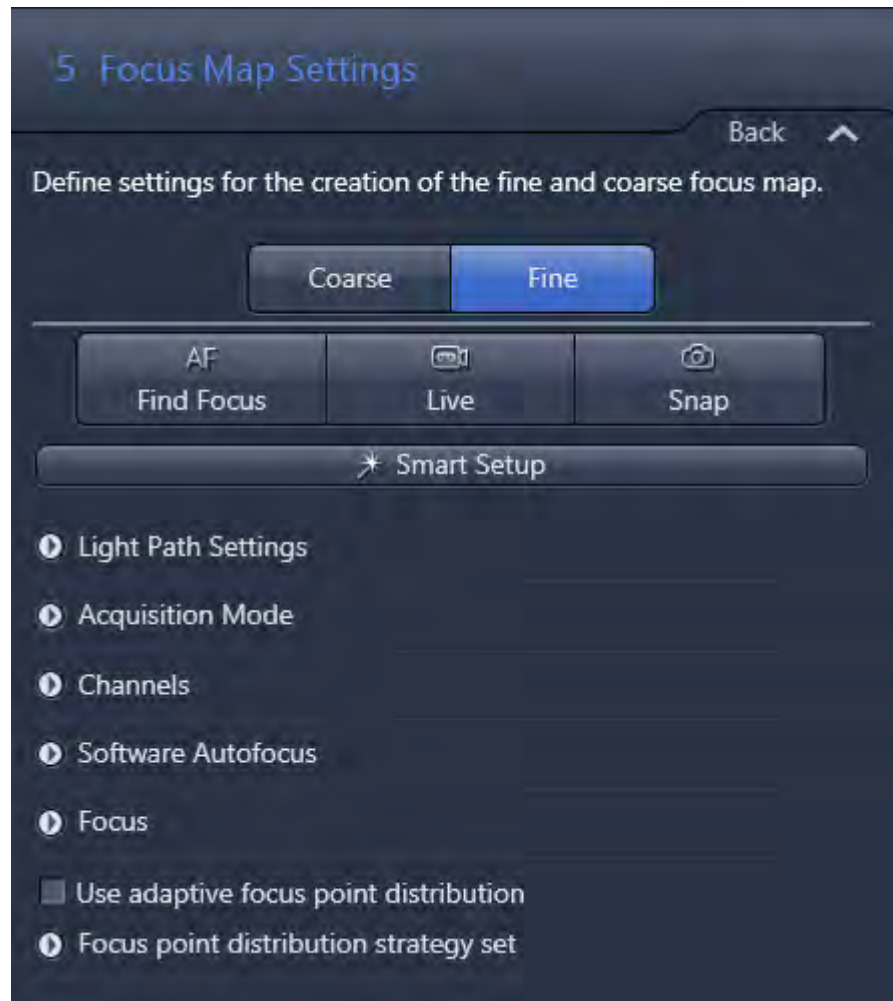 5 Focus Map Settings
Back
Define settings for the creation of the fine and coarse focus map.
Coarse Fine
AF
Find Focus Live Snap
Smart Setup
Light Path Settings
Acquisition Mode
Channels
Software Autofocus
Focus
Use adaptive focus point distribution
Focus point distribution strategy set